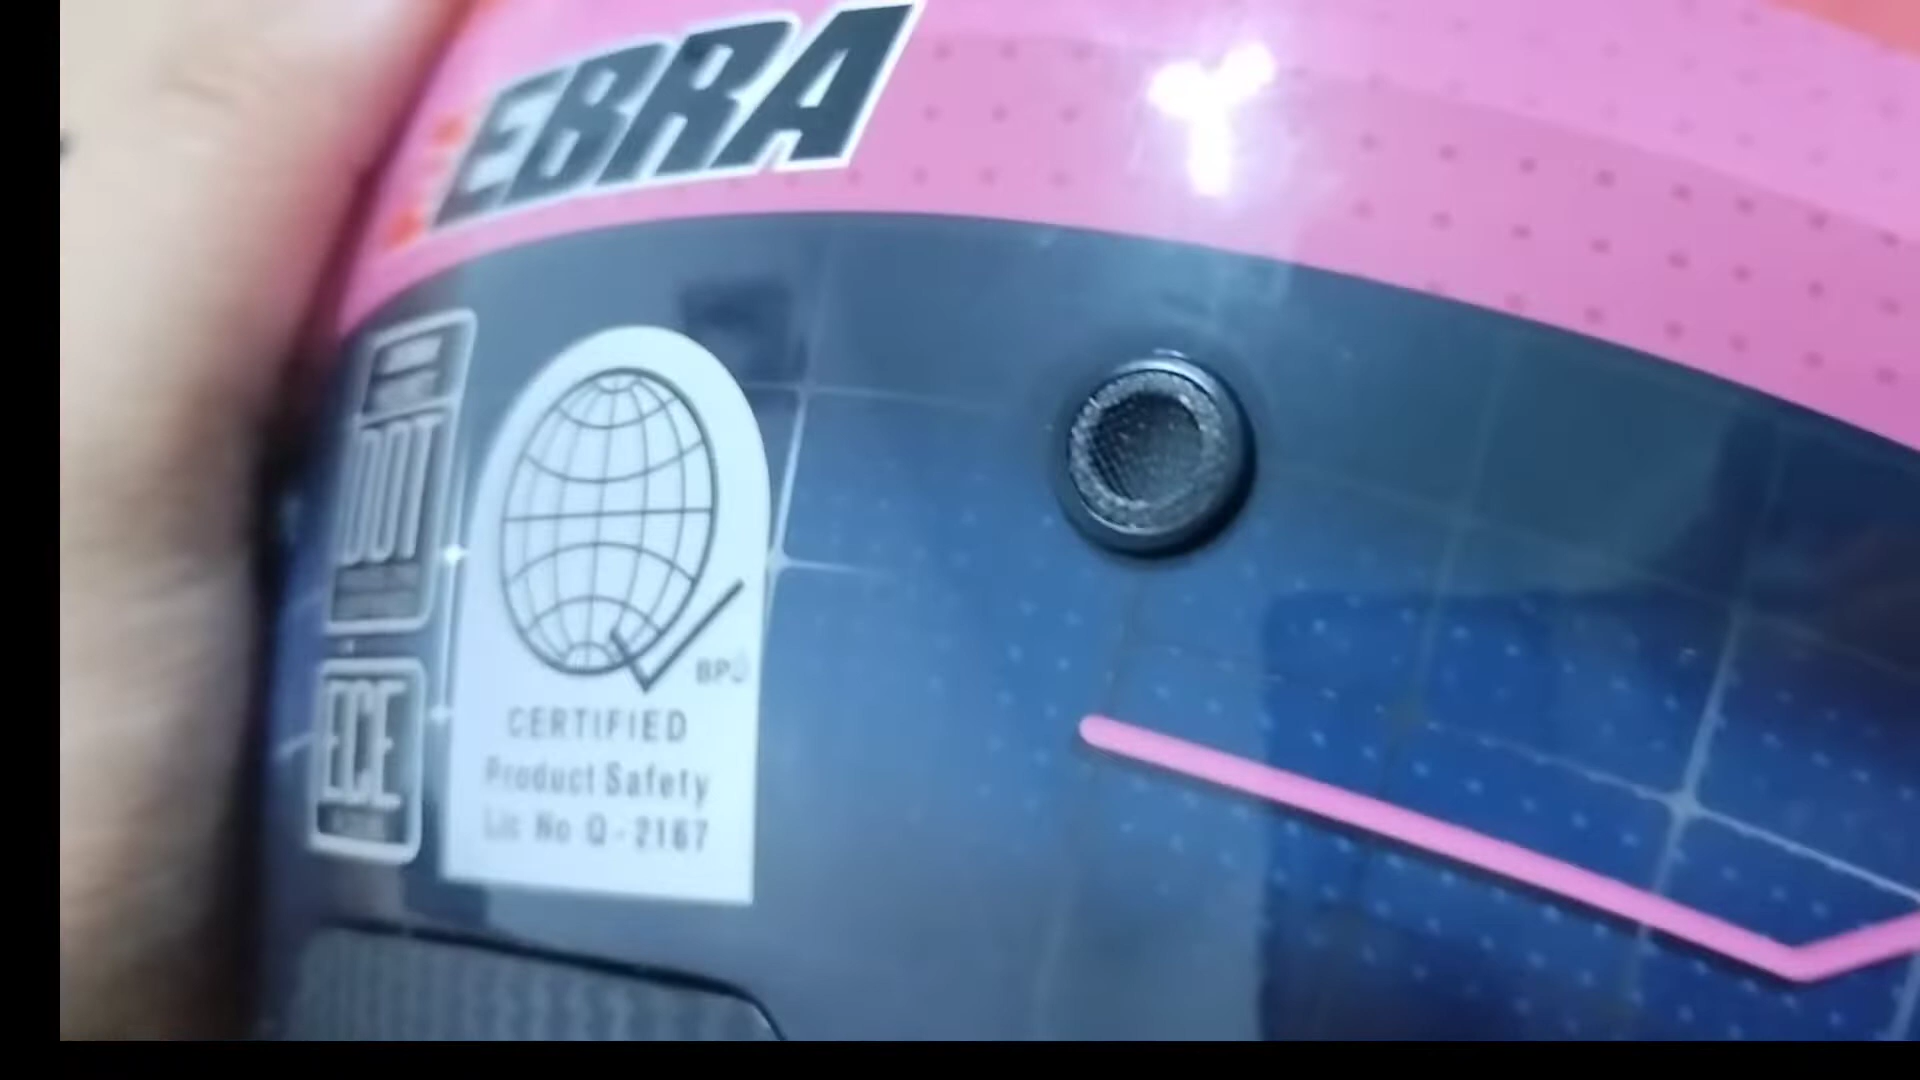 EBRA
DOT
ECE
BPS
CERTIFIED
Product Safety
Lic No Q - 2167